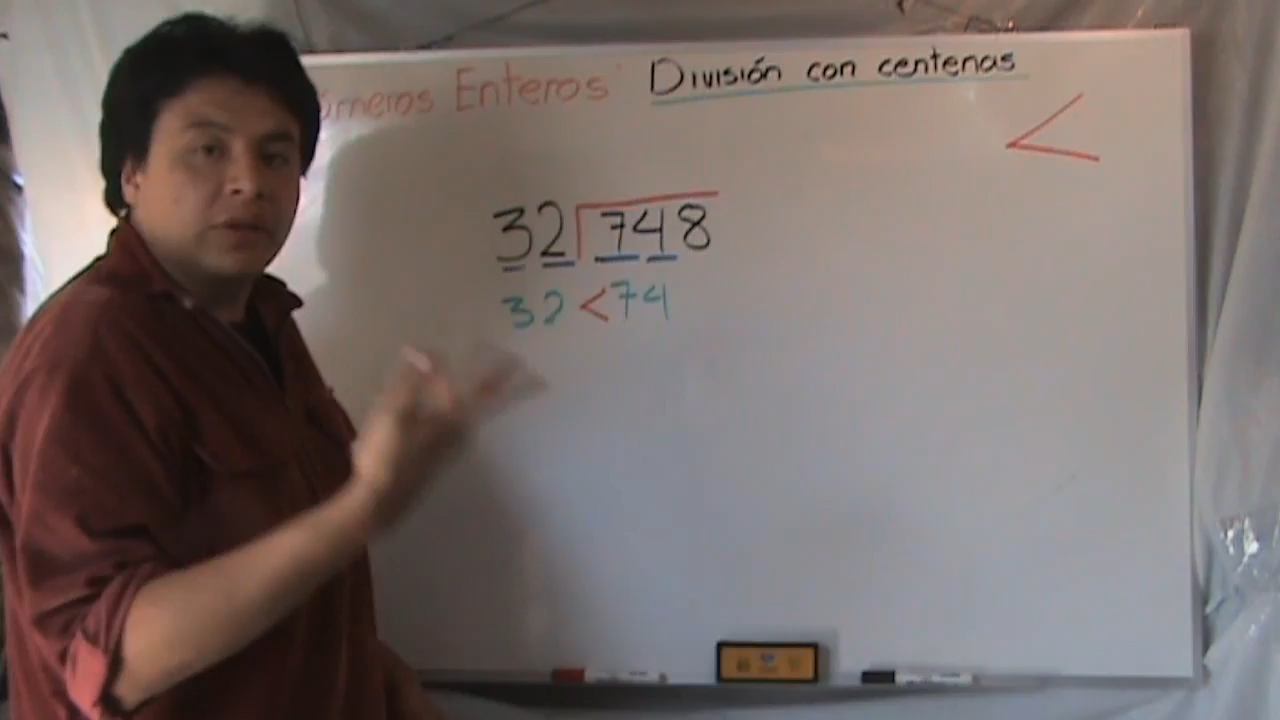 úmeros Enteros: División con centenas
<
32 748
32 < 74